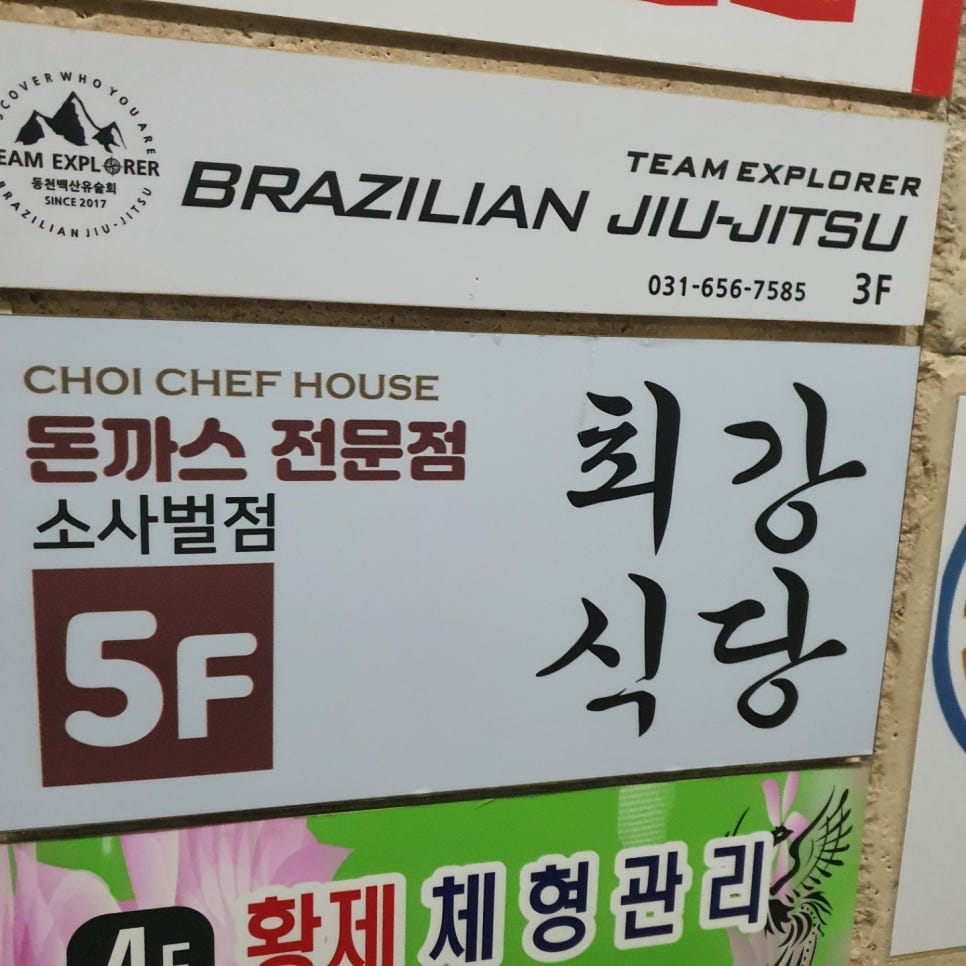 DISCOVER WHO YOU ARE
TEAM EXPLORER
동천백산유술회
SINCE 2017
BRAZILIAN JIU-JITSU
TEAM EXPLORER
BRAZILIAN JIU-JITSU
031-656-7585 3F
CHOI CHEF HOUSE
돈까스 전문점
소사벌점
5F
최강
식당
4F
황제 체형관리